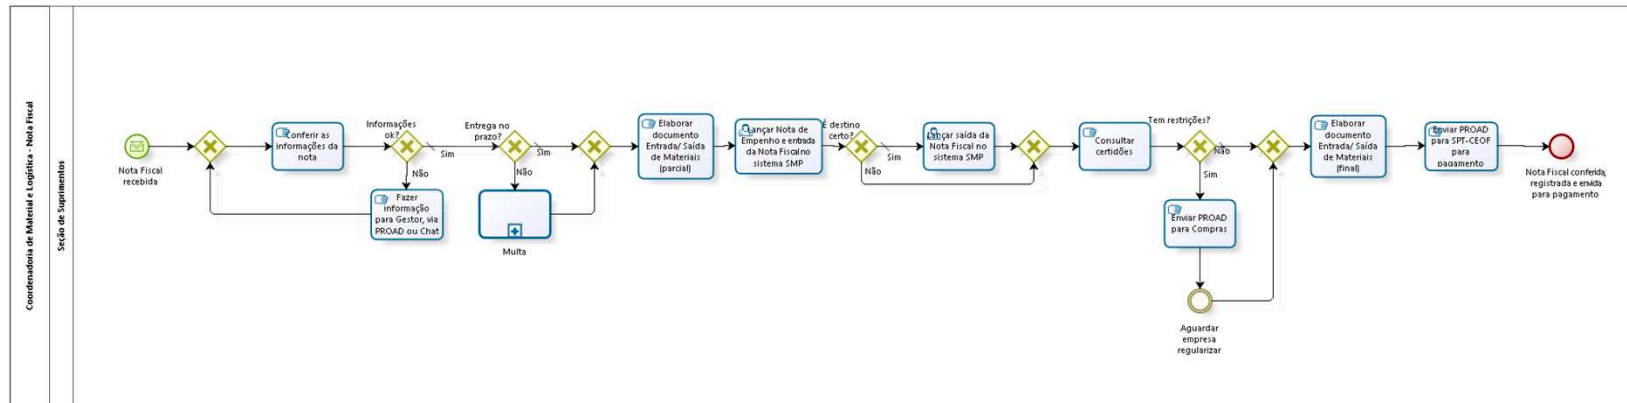 Coordenadoria de Material e Logística - Nota Fiscal
Seção de Suprimentos
Nota Fiscal
recebida
Conferir as
informações da
nota
Informações
ok?
Sim
Não
Fazer
informação
para Gestor, via
PROAD ou Chat
Entrega no
prazo?
Sim
Não
Multa
Elaborar
documento
Entrada/ Saída
de Materiais
(parcial)
Lançar Nota de
Empenho e entrada
da Nota Fiscal no
sistema SMP
É destino
certo?
Sim
Não
Lançar saída da
Nota Fiscal no
sistema SMP
Consultar
certidões
Tem restrições?
Não
Sim
Enviar PROAD
para Compras
Aguardar
empresa
regularizar
Elaborar
documento
Entrada/ Saída
de Materiais
(final)
Enviar PROAD
para SPT-CEOF
para
pagamento
Nota Fiscal conferida,
registrada e envida
para pagamento